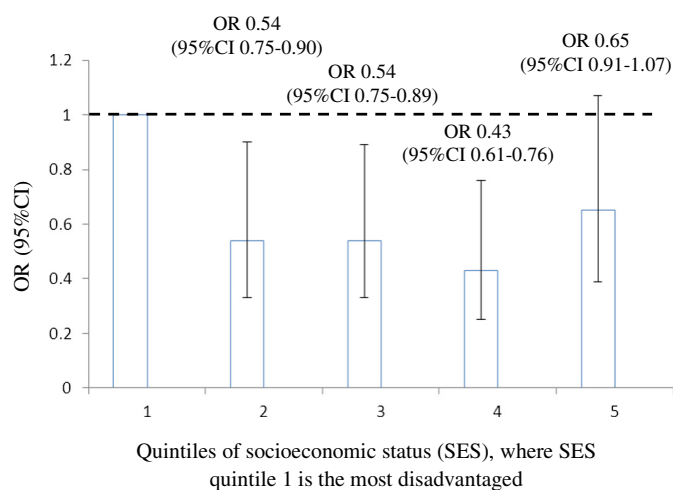 OR 0.54
(95%CI 0.75-0.90)
OR 0.54
(95%CI 0.75-0.89)
OR 0.43
(95%CI 0.61-0.76)
OR 0.65
(95%CI 0.91-1.07)
OR (95%CI)
1.2
1
0.8
0.6
0.4
0.2
0
1 2 3 4 5
Quintiles of socioeconomic status (SES), where SES
quintile 1 is the most disadvantaged